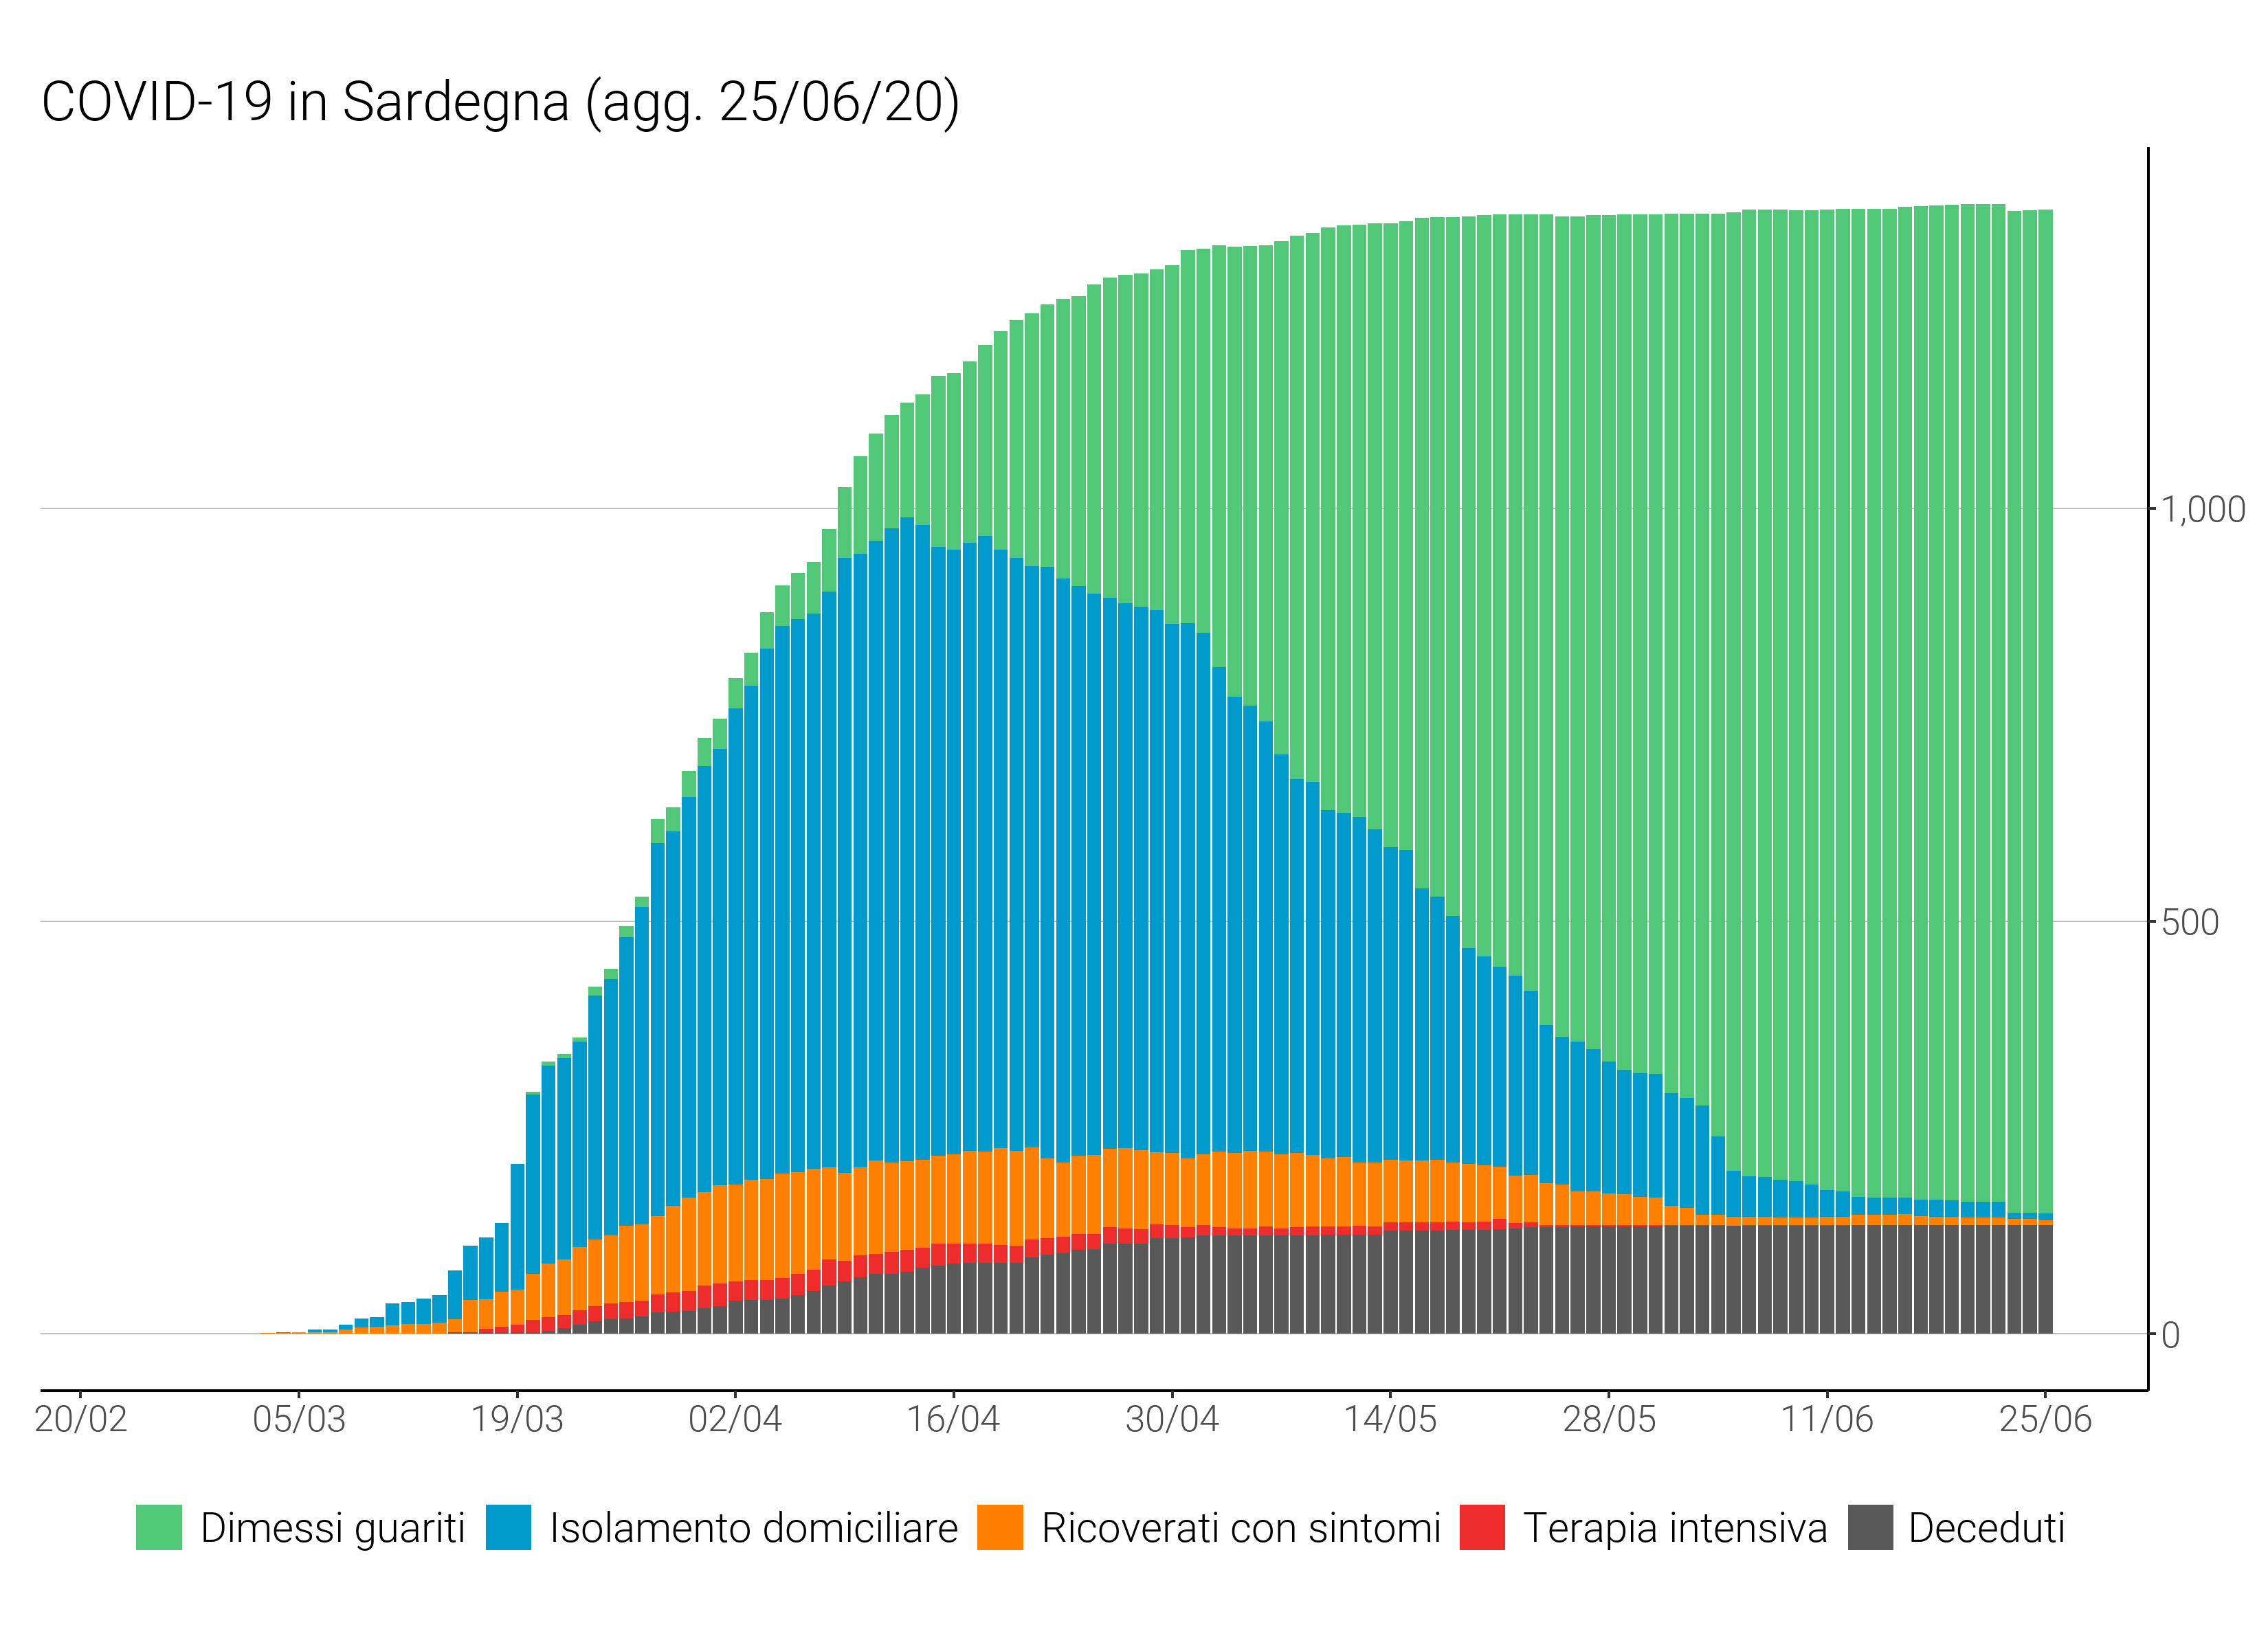 COVID-19 in Sardegna (agg. 25/06/20)
1,000
500
0
20/02 05/03 19/03 02/04 16/04 30/04 14/05 28/05 11/06 25/06
Dimessi guariti Isolamento domiciliare Ricoverati con sintomi Terapia intensiva Deceduti